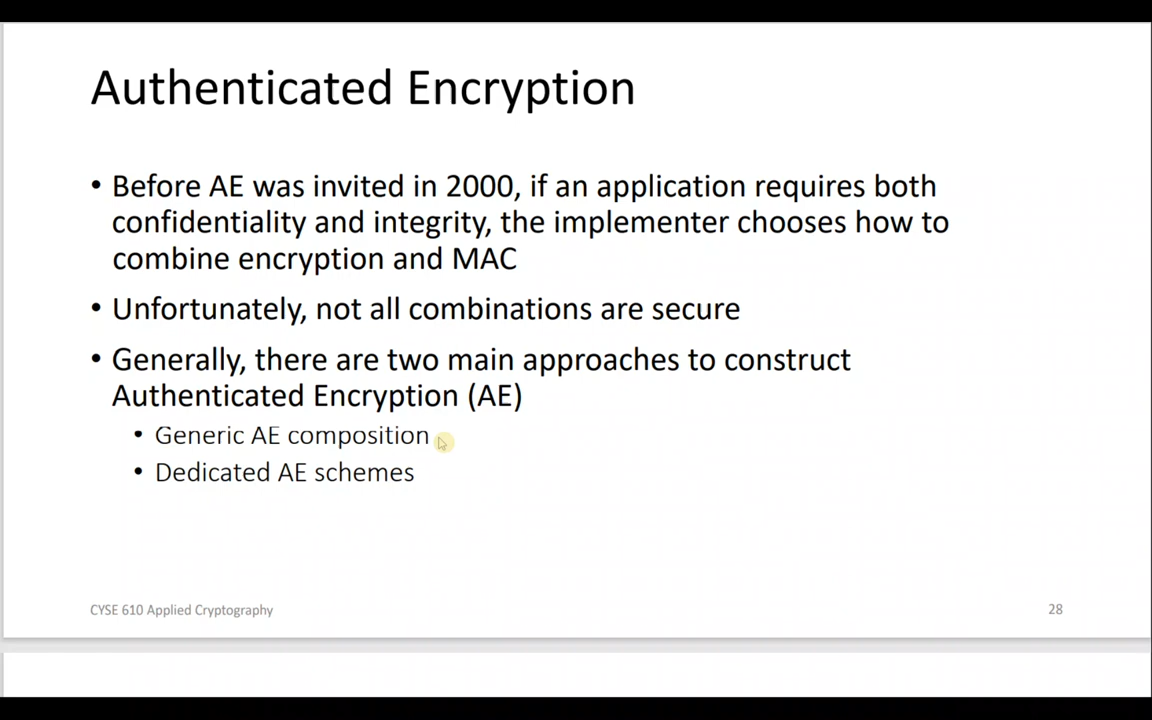 Authenticated Encryption
• Before AE was invited in 2000, if an application requires both
confidentiality and integrity, the implementer chooses how to
combine encryption and MAC
• Unfortunately, not all combinations are secure
• Generally, there are two main approaches to construct
Authenticated Encryption (AE)
• Generic AE composition
• Dedicated AE schemes
CYSE 610 Applied Cryptography
28